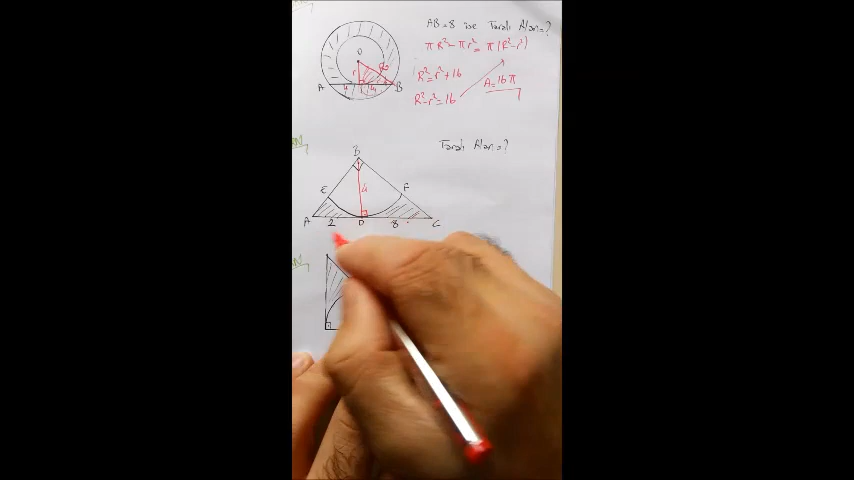 AB=8 ise Taralı Alan=?
πR²-πr²=π(R²-r²)
R²=r²+16
R²-r²=16
A=16π
O
r
R
A
4
4
B
Taralı Alan=?
B
E
4
F
A
2
D
8
C